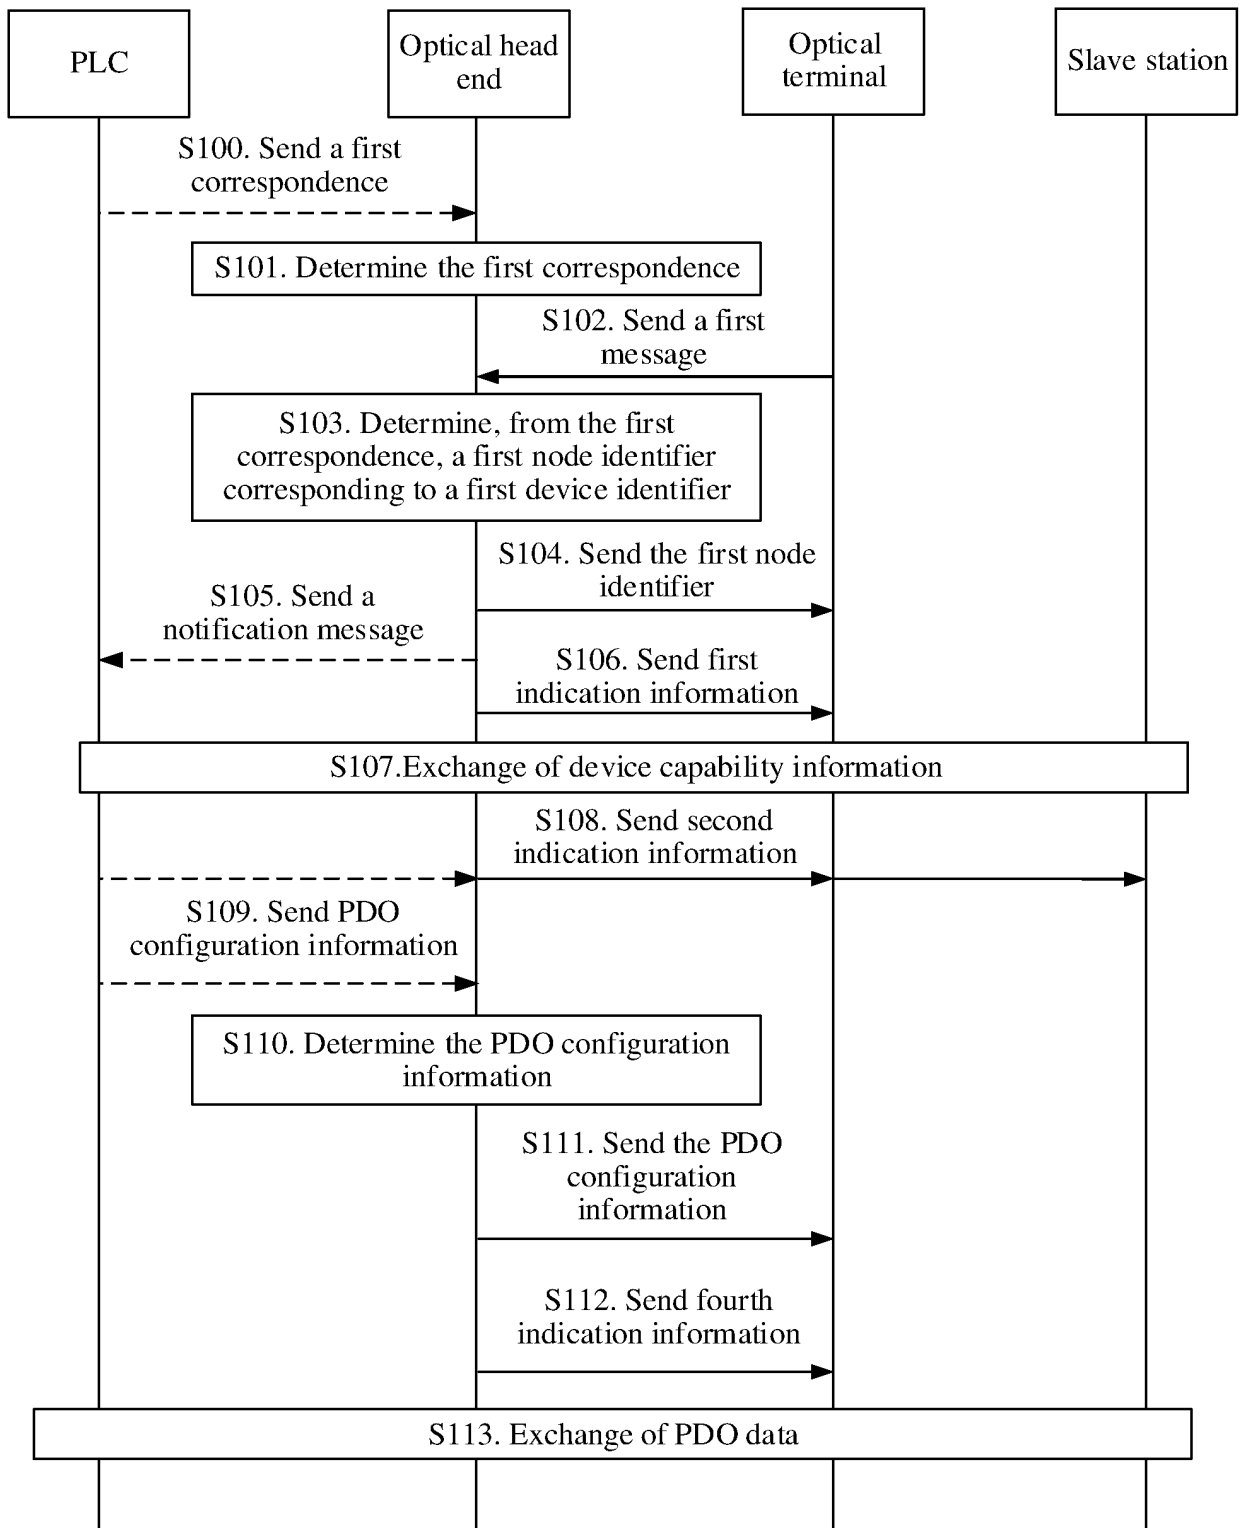 PLC
Optical head
end
Optical
terminal
Slave station
S100. Send a first
correspondence
S101. Determine the first correspondence
S102. Send a first
message
S103. Determine, from the first
correspondence, a first node identifier
corresponding to a first device identifier
S104. Send the first node
identifier
S105. Send a
notification message
S106. Send first
indication information
S107.Exchange of device capability information
S108. Send second
indication information
S109. Send PDO
configuration information
S110. Determine the PDO configuration
information
S111. Send the PDO
configuration
information
S112. Send fourth
indication information
S113. Exchange of PDO data